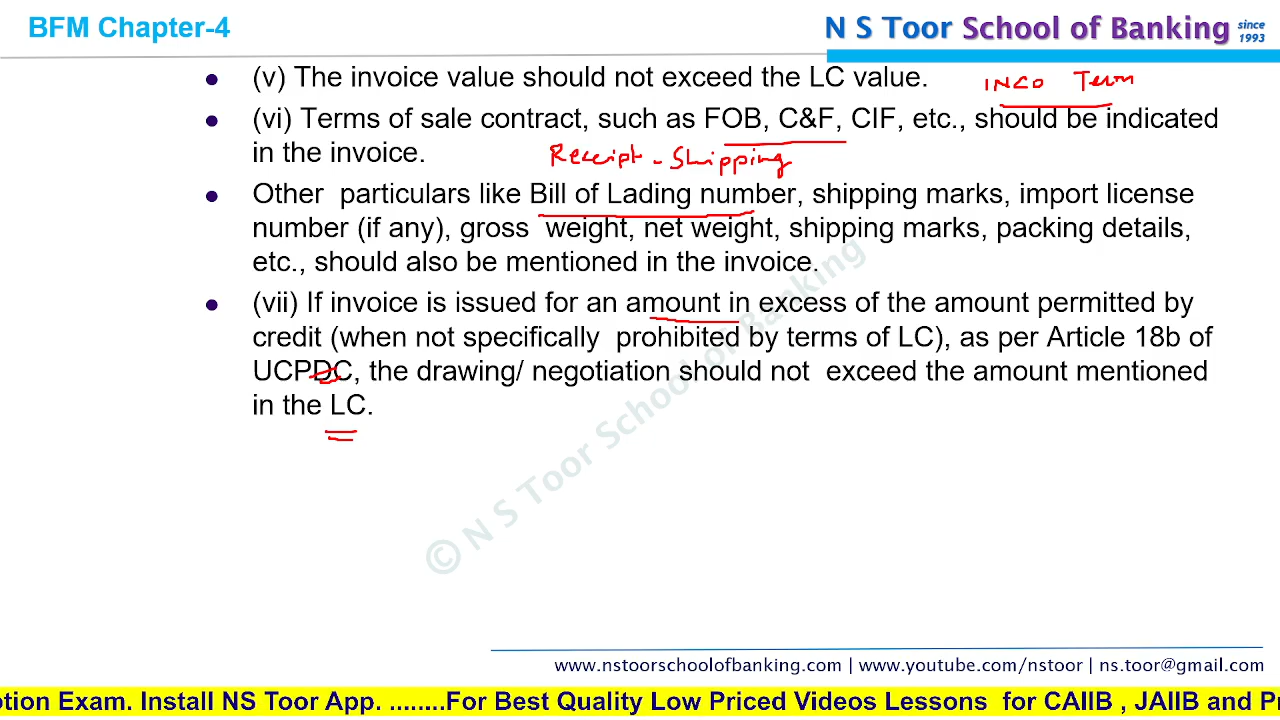 BFM Chapter-4
N S Toor School of Banking since 1993
• (v) The invoice value should not exceed the LC value.
INCO Term
• (vi) Terms of sale contract, such as FOB, C&F, CIF, etc., should be indicated
in the invoice.
Receipt - Shipping
• Other particulars like Bill of Lading number, shipping marks, import license
number (if any), gross weight, net weight, shipping marks, packing details,
etc., should also be mentioned in the invoice.
• (vii) If invoice is issued for an amount in excess of the amount permitted by
credit (when not specifically prohibited by terms of LC), as per Article 18b of
UCPDC, the drawing/ negotiation should not exceed the amount mentioned
in the LC.
© N S Toor School of Banking
www.nstoorschoolofbanking.com | www.youtube.com/nstoor | ns.toor@gmail.com
otion Exam. Install NS Toor App. ........For Best Quality Low Priced Videos Lessons for CAIIB , JAIIB and Pr